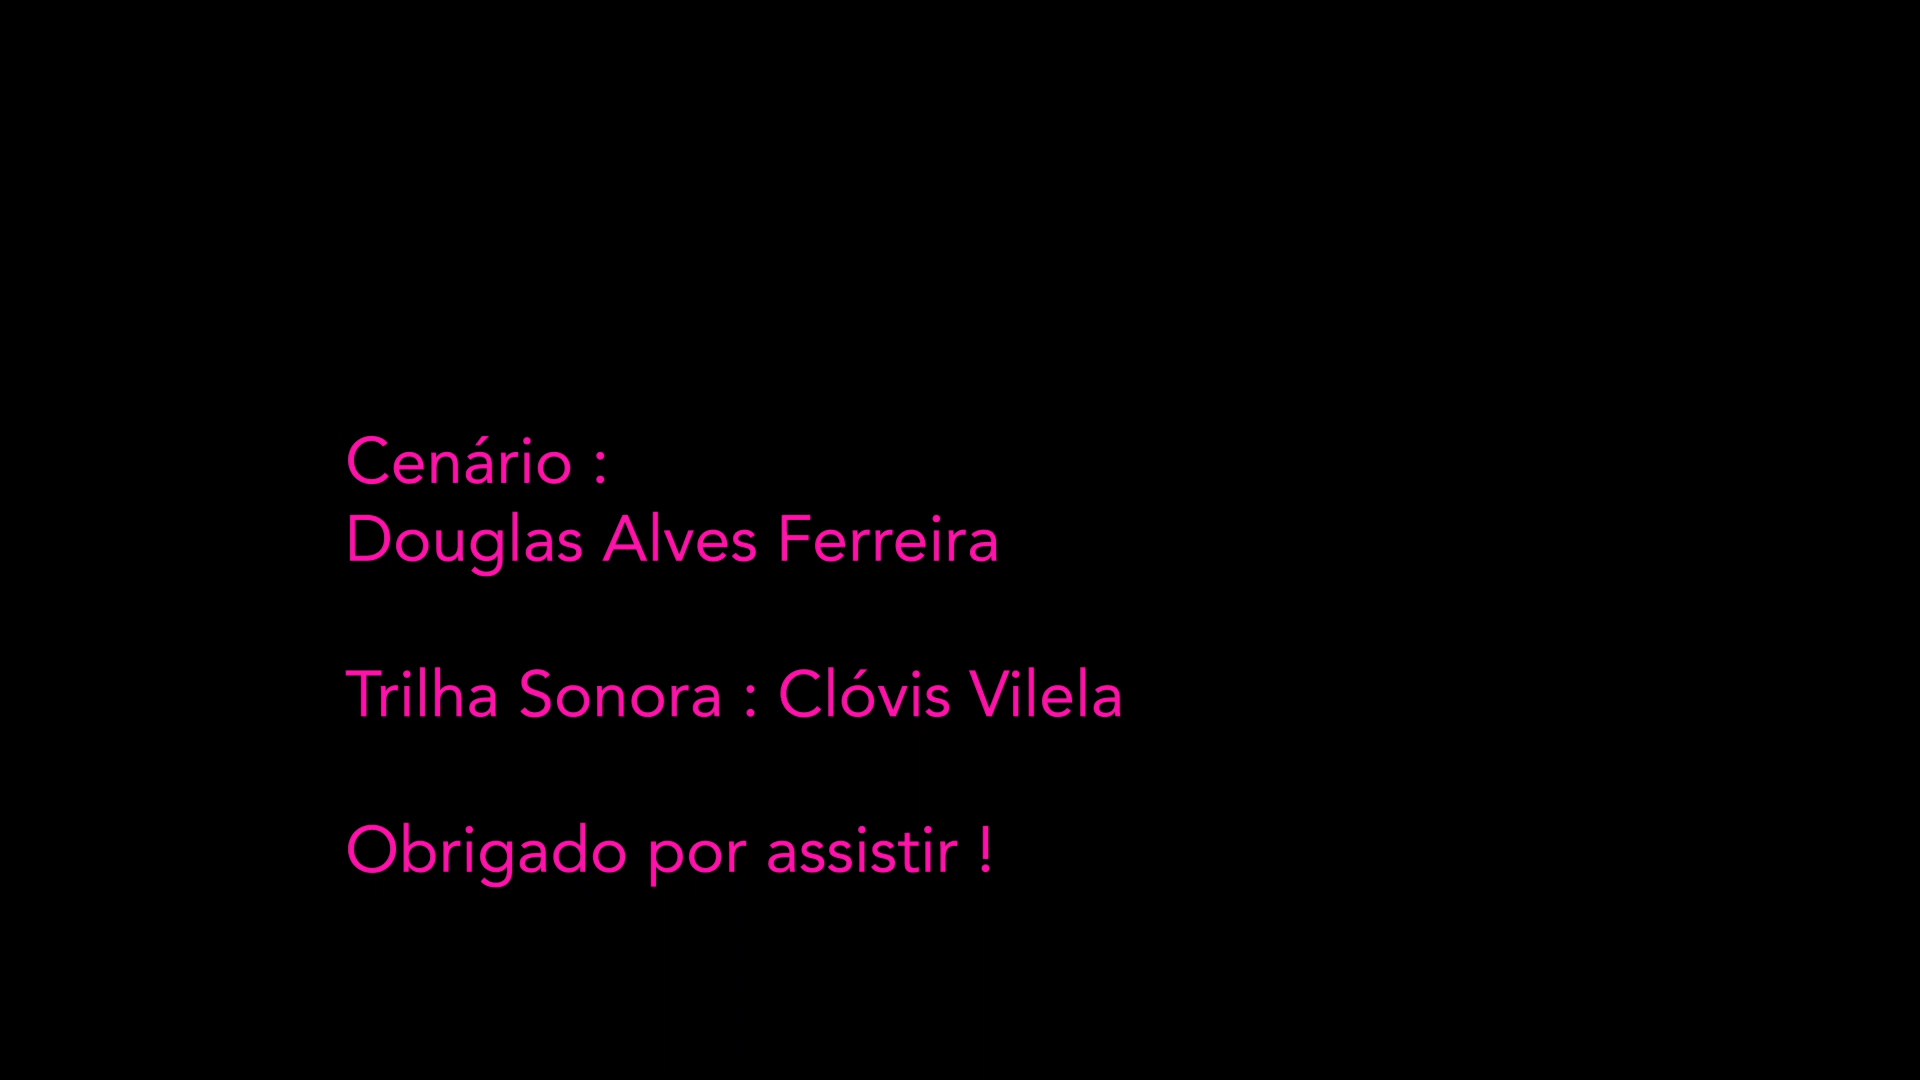 Cenário :
Douglas Alves Ferreira
Trilha Sonora : Clóvis Vilela
Obrigado por assistir !